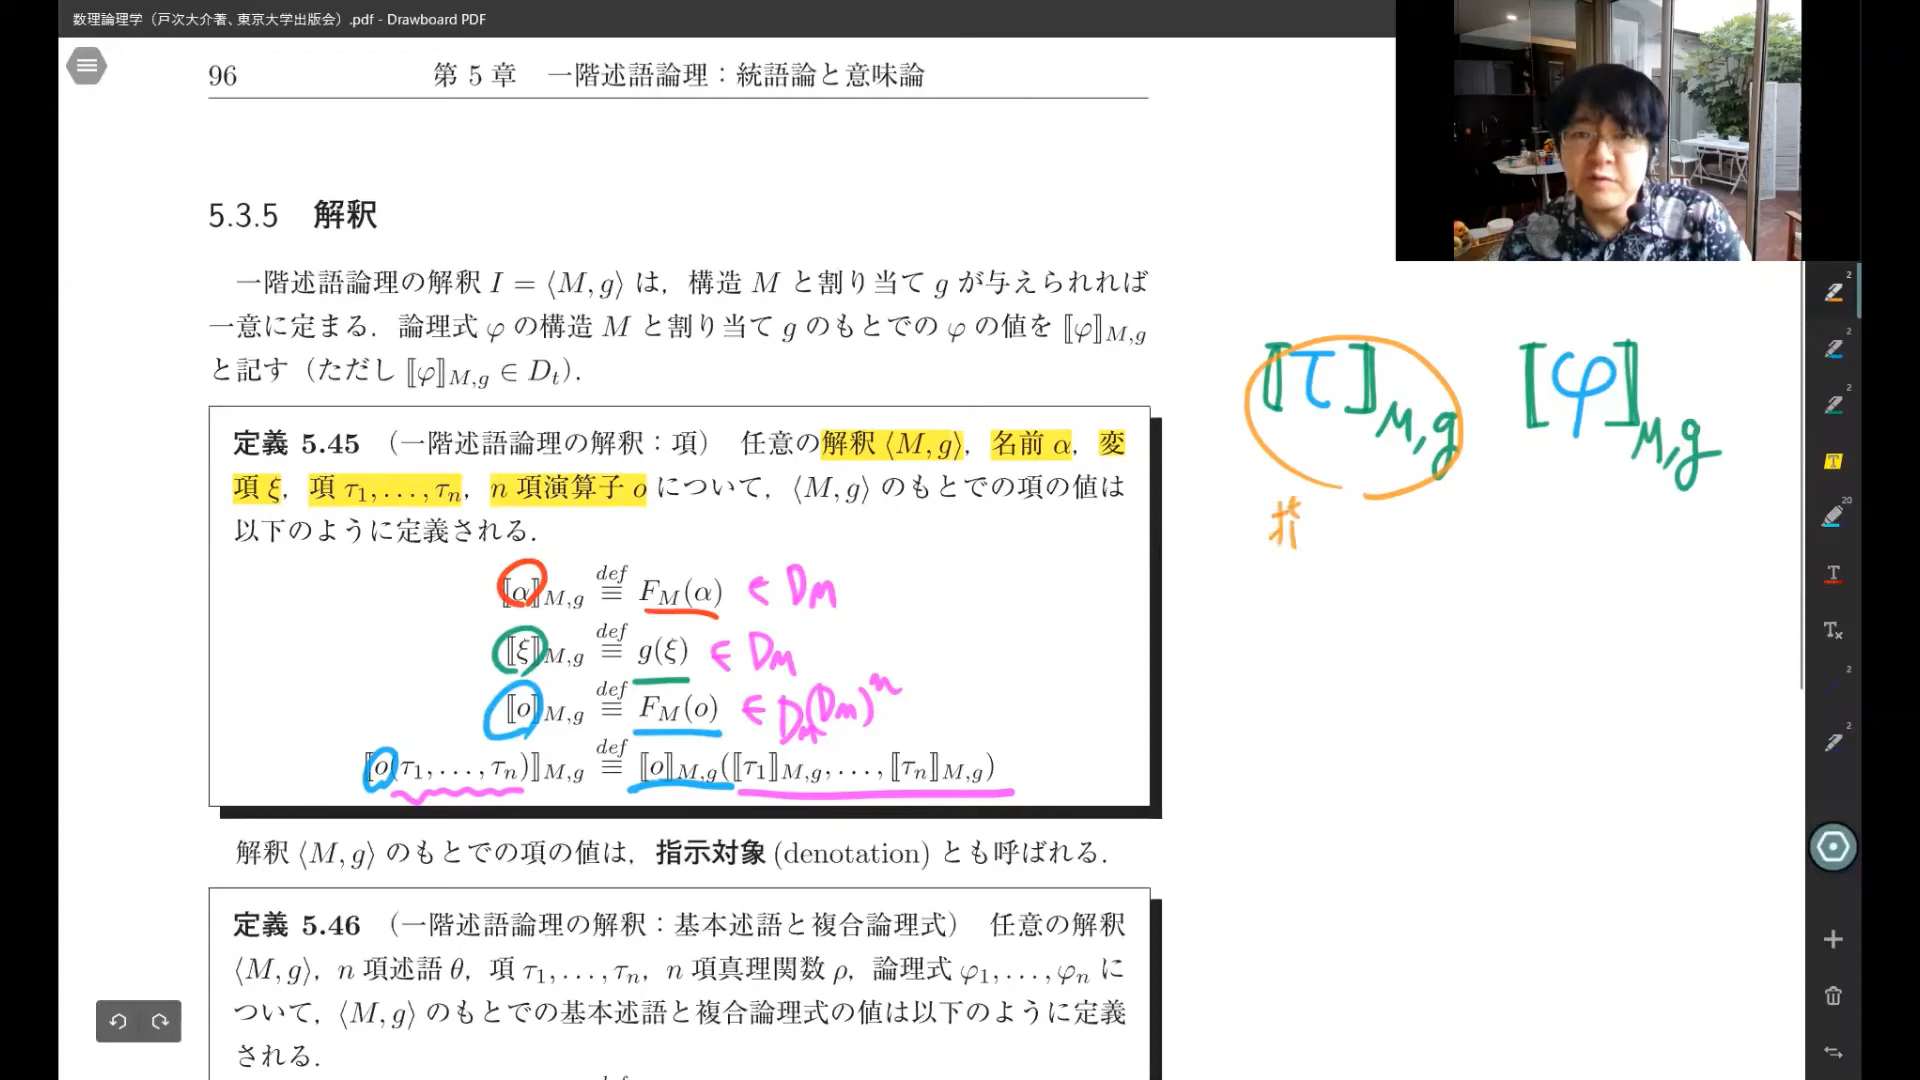 数理論理学（戸次大介著、東京大学出版会）.pdf - Drawboard PDF
96 第 5 章 一階述語論理：統語論と意味論
5.3.5 解釈
一階述語論理の解釈 I = ⟨M, g⟩ は，構造 M と割り当て g が与えられれば
一意に定まる．論理式 φ の構造 M と割り当て g のもとでの φ の値を ⟦φ⟧M,g
と記す（ただし ⟦φ⟧M,g ∈ Dt）．
定義 5.45 （一階述語論理の解釈：項） 任意の解釈 ⟨M, g⟩，名前 α，変
項 ξ，項 τ1, . . . , τn，n 項演算子 o について，⟨M, g⟩ のもとでの項の値は
以下のように定義される．
⟦α⟧M,g def≡ FM(α) ∈ DM
⟦ξ⟧M,g def≡ g(ξ) ∈ DM
⟦o⟧M,g def≡ FM(o) ∈ (DM)n
⟦o(τ1, . . . , τn)⟧M,g def≡ ⟦o⟧M,g(⟦τ1⟧M,g, . . . , ⟦τn⟧M,g)
解釈 ⟨M, g⟩ のもとでの項の値は，指示対象 (denotation) とも呼ばれる．
定義 5.46 （一階述語論理の解釈：基本述語と複合論理式） 任意の解釈
⟨M, g⟩，n 項述語 θ，項 τ1, . . . , τn，n 項真理関数 ρ，論理式 φ1, . . . , φn に
ついて，⟨M, g⟩ のもとでの基本述語と複合論理式の値は以下のように定義
される．
⟦τ⟧M,g ⟦φ⟧M,g
2
2
2
T
20
T
Tx
2
2